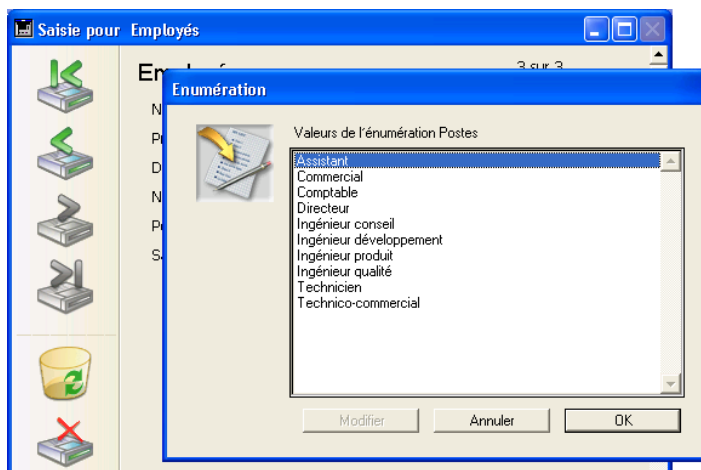 Saisie pour Employés
3 sur 3
Enumération
Valeurs de l'énumération Postes
Assistant
Commercial
Comptable
Directeur
Ingénieur conseil
Ingénieur développement
Ingénieur produit
Ingénieur qualité
Technicien
Technico-commercial
Modifier Annuler OK